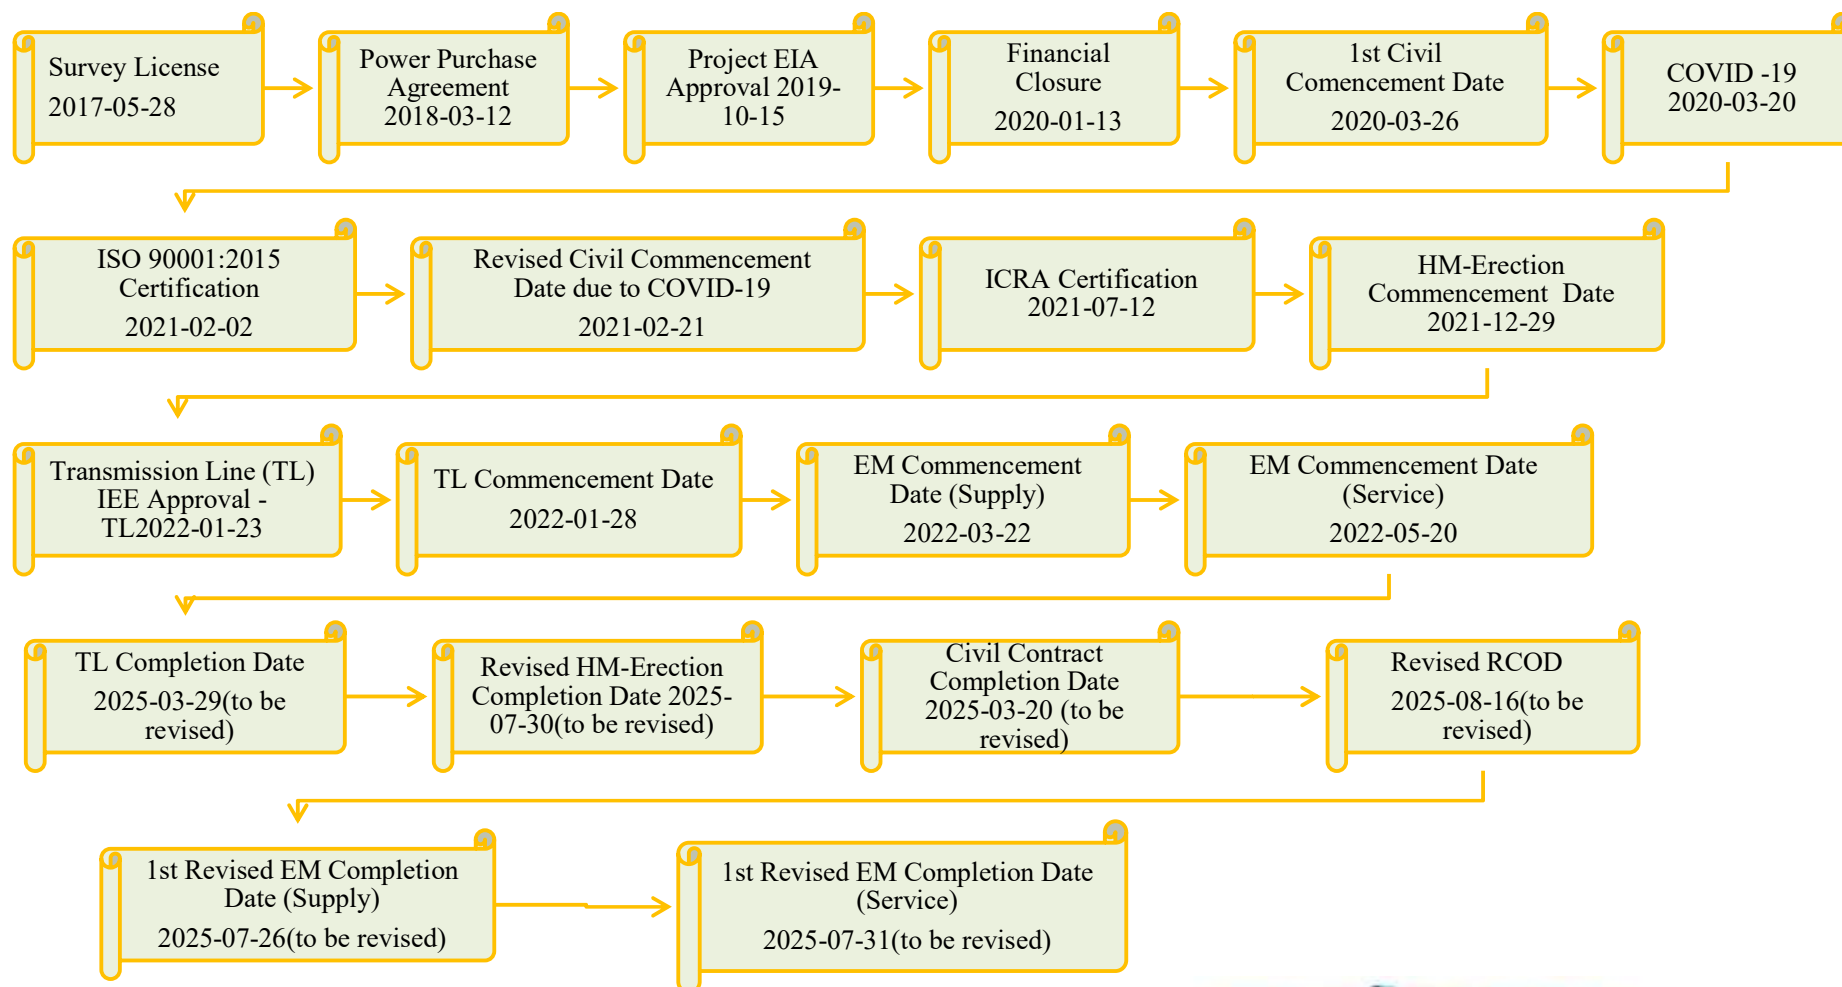 Survey License
2017-05-28
Power Purchase
Agreement
2018-03-12
Project EIA
Approval 2019-
10-15
Financial
Closure
2020-01-13
1st Civil
Comencement Date
2020-03-26
COVID -19
2020-03-20
ISO 90001:2015
Certification
2021-02-02
Revised Civil Commencement
Date due to COVID-19
2021-02-21
ICRA Certification
2021-07-12
HM-Erection
Commencement  Date
2021-12-29
Transmission Line (TL)
IEE Approval -
TL2022-01-23
TL Commencement Date
2022-01-28
EM Commencement
Date (Supply)
2022-03-22
EM Commencement Date
(Service)
2022-05-20
TL Completion Date
2025-03-29(to be
revised)
Revised HM-Erection
Completion Date 2025-
07-30(to be revised)
Civil Contract
Completion Date
2025-03-20 (to be
revised)
Revised RCOD
2025-08-16(to be
revised)
1st Revised EM Completion
Date (Supply)
2025-07-26(to be revised)
1st Revised EM Completion Date
(Service)
2025-07-31(to be revised)